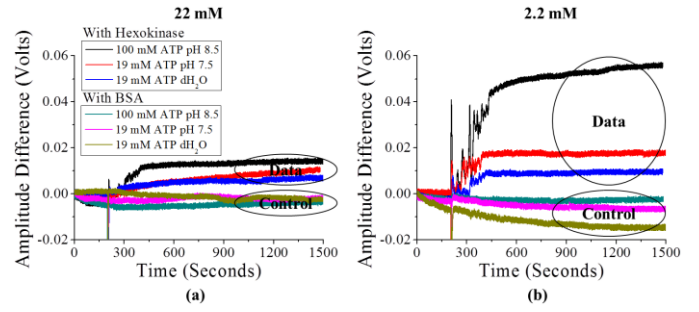 22 mM
2.2 mM
With Hexokinase
100 mM ATP pH 8.5
19 mM ATP pH 7.5
19 mM ATP dH₂O
With BSA
100 mM ATP pH 8.5
19 mM ATP pH 7.5
19 mM ATP dH₂O
Amplitude Difference (Volts)
0.06
0.04
0.02
0.00
-0.02
0
300
600
900
1200
1500
Time (Seconds)
Data
Control
(a)
Amplitude Difference (Volts)
0.06
0.04
0.02
0.00
-0.02
0
300
600
900
1200
1500
Time (Seconds)
Data
Control
(b)